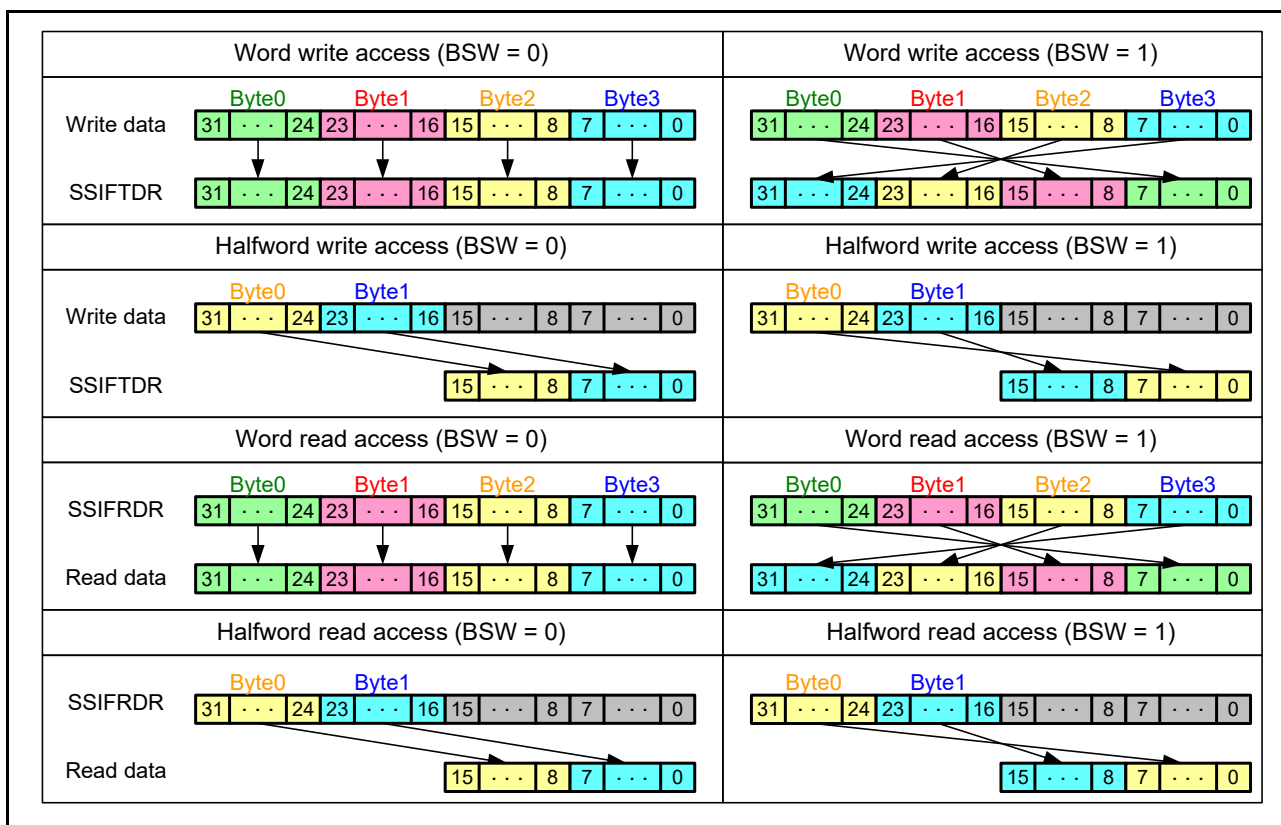 Word write access (BSW = 0) Word write access (BSW = 1)
Byte0 Byte1 Byte2 Byte3 Byte0 Byte1 Byte2 Byte3
Write data 31 ... 24 23 ... 16 15 ... 8 7 ... 0 31 ... 24 23 ... 16 15 ... 8 7 ... 0
SSIFTDR 31 ... 24 23 ... 16 15 ... 8 7 ... 0 31 ... 24 23 ... 16 15 ... 8 7 ... 0
Halfword write access (BSW = 0) Halfword write access (BSW = 1)
Byte0 Byte1 Byte0 Byte1
Write data 31 ... 24 23 ... 16 15 ... 8 7 ... 0 31 ... 24 23 ... 16 15 ... 8 7 ... 0
SSIFTDR 15 ... 8 7 ... 0 15 ... 8 7 ... 0
Word read access (BSW = 0) Word read access (BSW = 1)
Byte0 Byte1 Byte2 Byte3 Byte0 Byte1 Byte2 Byte3
SSIFRDR 31 ... 24 23 ... 16 15 ... 8 7 ... 0 31 ... 24 23 ... 16 15 ... 8 7 ... 0
Read data 31 ... 24 23 ... 16 15 ... 8 7 ... 0 31 ... 24 23 ... 16 15 ... 8 7 ... 0
Halfword read access (BSW = 0) Halfword read access (BSW = 1)
Byte0 Byte1 Byte0 Byte1
SSIFRDR 31 ... 24 23 ... 16 15 ... 8 7 ... 0 31 ... 24 23 ... 16 15 ... 8 7 ... 0
Read data 15 ... 8 7 ... 0 15 ... 8 7 ... 0